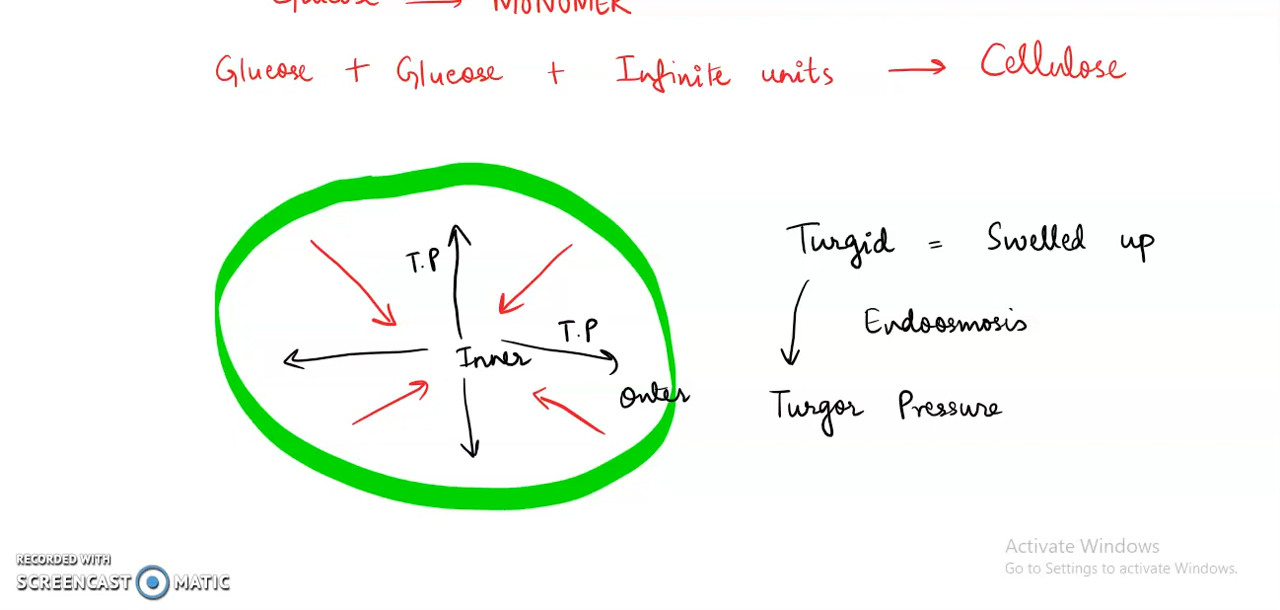 Glucose → MONOMER
Glucose + Glucose + Infinite units → Cellulose
Turgid = Swelled up
T.P
Endoosmosis
T.P
Inner
Outer
Turgor Pressure
Activate Windows
Go to Settings to activate Windows.
RECORDED WITH
SCREENCAST MATIC